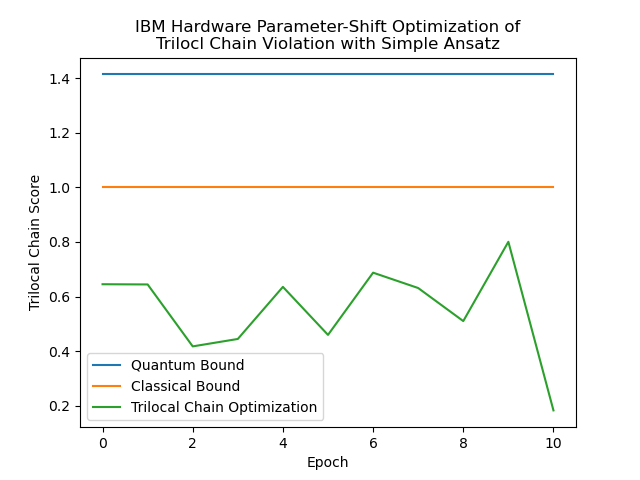 IBM Hardware Parameter-Shift Optimization of
Trilocl Chain Violation with Simple Ansatz
1.4
1.2
1.0
0.8
0.6
0.4
0.2
Trilocal Chain Score
Quantum Bound
Classical Bound
Trilocal Chain Optimization
0 2 4 6 8 10
Epoch